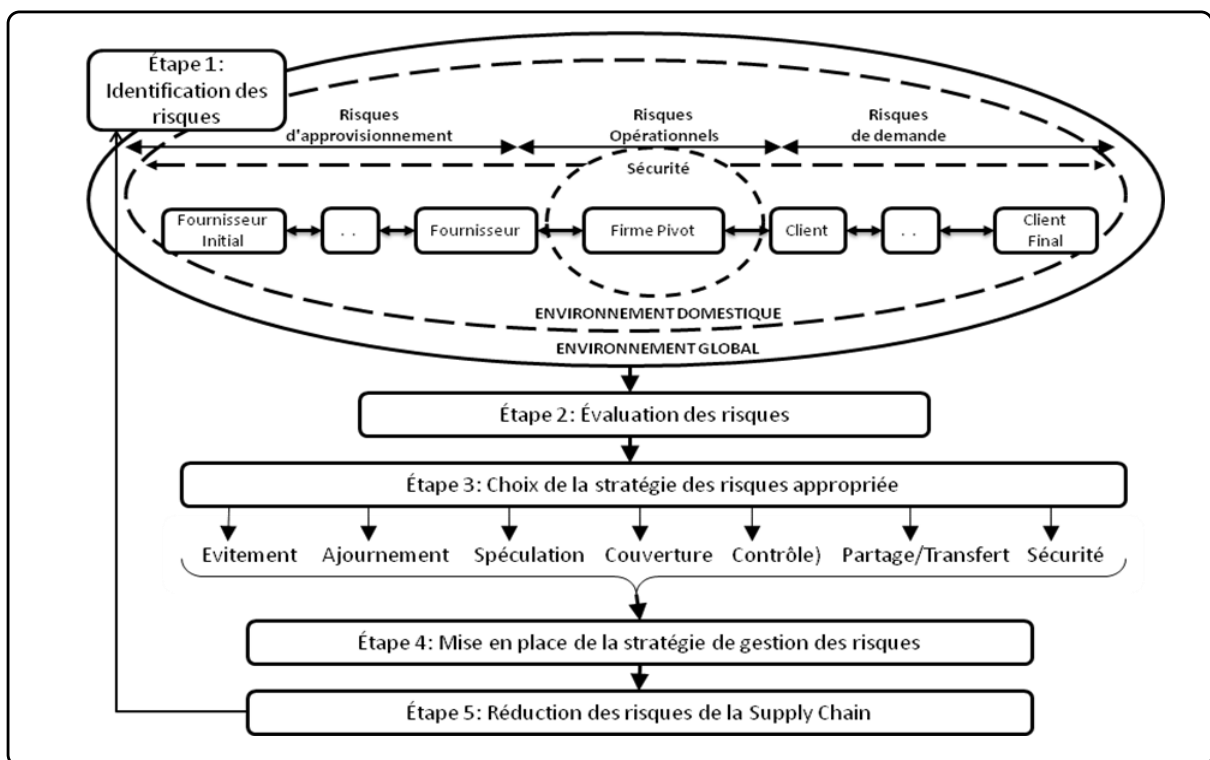 Étape 1:
Identification des
risques
Risques
d'approvisionnement
Risques
Opérationnels
Risques
de demande
Sécurité
Fournisseur
Initial
. .
Fournisseur
Firme Pivot
Client
. .
Client
Final
ENVIRONNEMENT DOMESTIQUE
ENVIRONNEMENT GLOBAL
Étape 2: Évaluation des risques
Étape 3: Choix de la stratégie des risques appropriée
Evitement Ajournement Spéculation Couverture Contrôle) Partage/Transfert Sécurité
Étape 4: Mise en place de la stratégie de gestion des risques
Étape 5: Réduction des risques de la Supply Chain